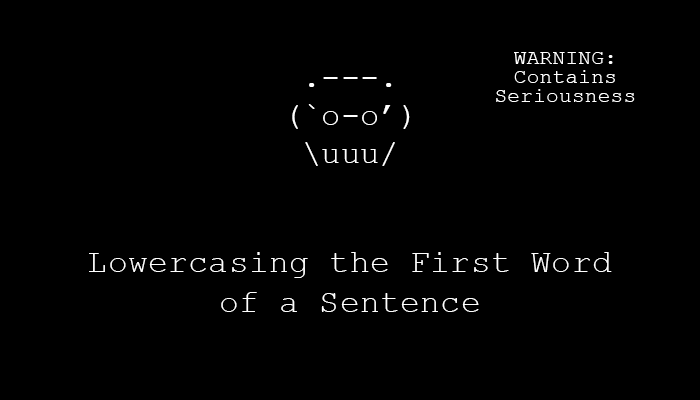 WARNING:
Contains
Seriousness
.---.
(`o-o’)
\uuu/
Lowercasing the First Word
of a Sentence